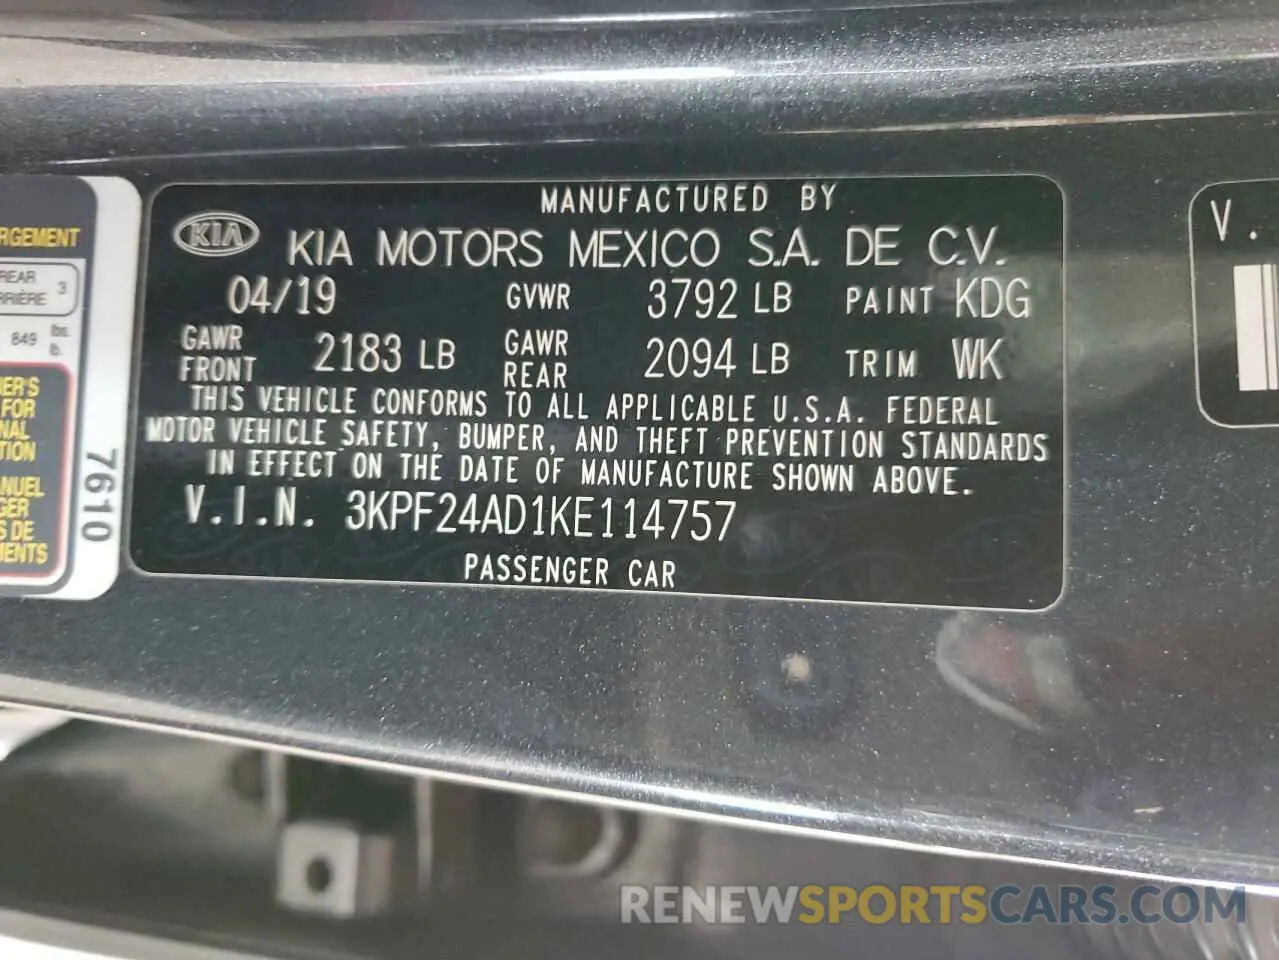 MANUFACTURED BY
KIA KIA MOTORS MEXICO S.A. DE C.V.
04/19 GVWR 3792 LB PAINT KDG
GAWR FRONT 2183 LB GAWR REAR 2094 LB TRIM WK
THIS VEHICLE CONFORMS TO ALL APPLICABLE U.S.A. FEDERAL
MOTOR VEHICLE SAFETY, BUMPER, AND THEFT PREVENTION STANDARDS
IN EFFECT ON THE DATE OF MANUFACTURE SHOWN ABOVE.
V.I.N. 3KPF24AD1KE114757
PASSENGER CAR
REAR 3
849 lbs.
FOR
DE
7610
V.
RENEWSPORTSCARS.COM